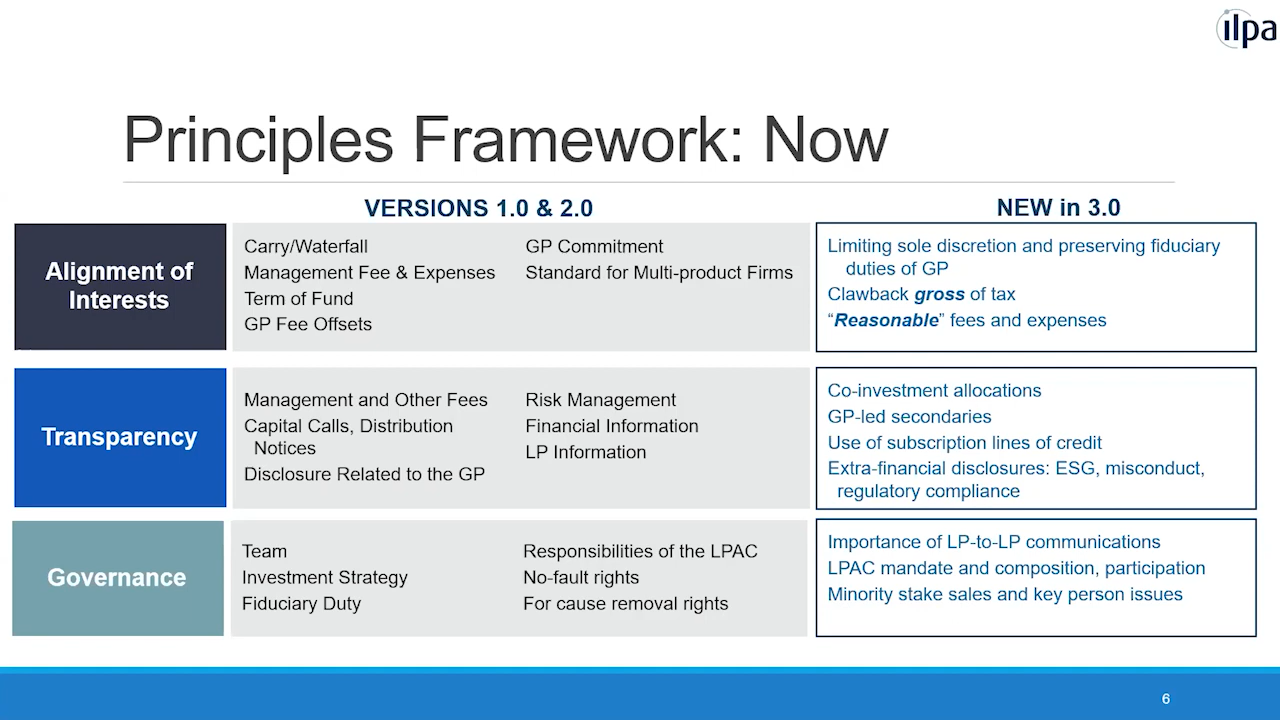 ilpa
Principles Framework: Now
VERSIONS 1.0 & 2.0
NEW in 3.0
Alignment of
Interests
Carry/Waterfall
Management Fee & Expenses
Term of Fund
GP Fee Offsets
GP Commitment
Standard for Multi-product Firms
Limiting sole discretion and preserving fiduciary
duties of GP
Clawback gross of tax
“Reasonable” fees and expenses
Transparency
Management and Other Fees
Capital Calls, Distribution
Notices
Disclosure Related to the GP
Risk Management
Financial Information
LP Information
Co-investment allocations
GP-led secondaries
Use of subscription lines of credit
Extra-financial disclosures: ESG, misconduct,
regulatory compliance
Governance
Team
Investment Strategy
Fiduciary Duty
Responsibilities of the LPAC
No-fault rights
For cause removal rights
Importance of LP-to-LP communications
LPAC mandate and composition, participation
Minority stake sales and key person issues
6